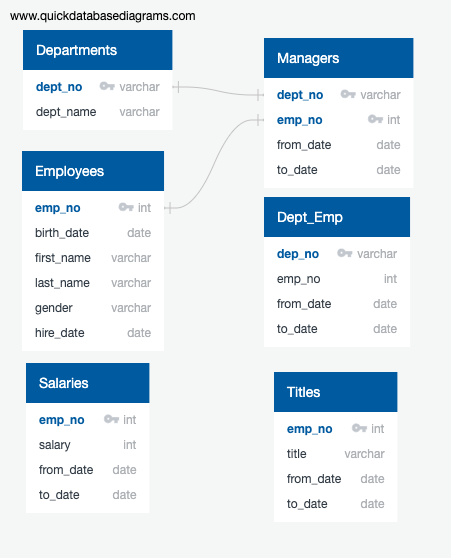 www.quickdatabasediagrams.com
Departments
dept_no varchar
dept_name varchar
Managers
dept_no varchar
emp_no int
from_date date
to_date date
Employees
emp_no int
birth_date date
first_name varchar
last_name varchar
gender varchar
hire_date date
Dept_Emp
dep_no varchar
emp_no int
from_date date
to_date date
Salaries
emp_no int
salary int
from_date date
to_date date
Titles
emp_no int
title varchar
from_date date
to_date date